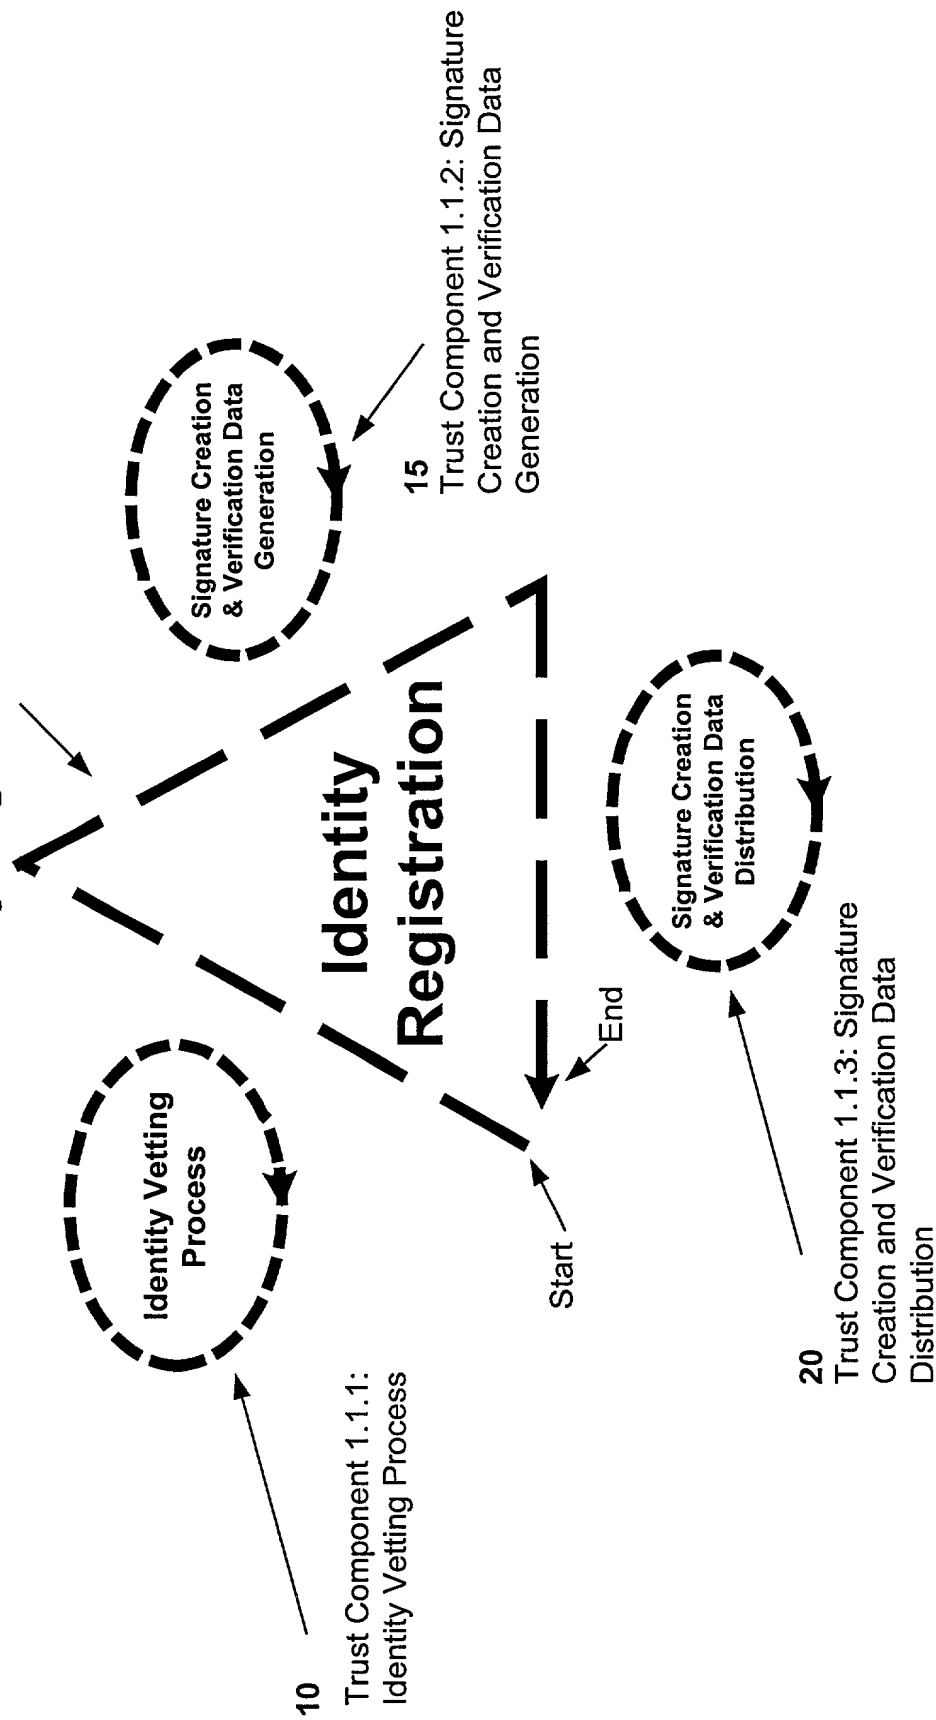 Identity Vetting
Process
Signature Creation
& Verification Data
Generation
10
Trust Component 1.1.1:
Identity Vetting Process
Identity
Registration
15
Trust Component 1.1.2: Signature
Creation and Verification Data
Generation
Start
End
Signature Creation
& Verification Data
Distribution
20
Trust Component 1.1.3: Signature
Creation and Verification Data
Distribution